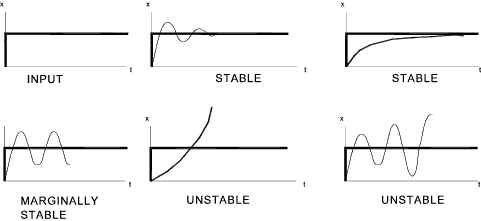 x x x
t t t
INPUT STABLE STABLE
x x x
t t t
MARGINALLY UNSTABLE UNSTABLE
STABLE